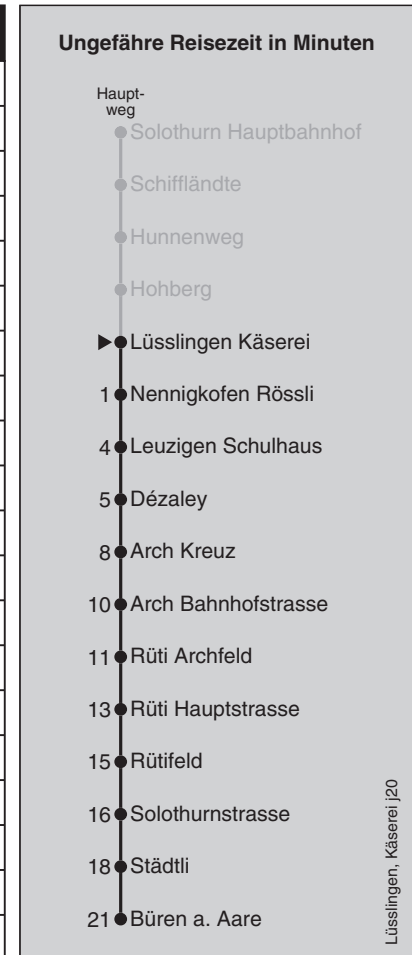 Ungefähre Reisezeit in Minuten
Haupt-
weg
Solothurn Hauptbahnhof
Schiffländte
Hunnenweg
Hohberg
Lüsslingen Käserei
1 Nennigkofen Rössli
4 Leuzigen Schulhaus
5 Dézaley
8 Arch Kreuz
10 Arch Bahnhofstrasse
11 Rüti Archfeld
13 Rüti Hauptstrasse
15 Rütifeld
16 Solothurnstrasse
18 Städtli
21 Büren a. Aare
Lüsslingen, Käserei j20